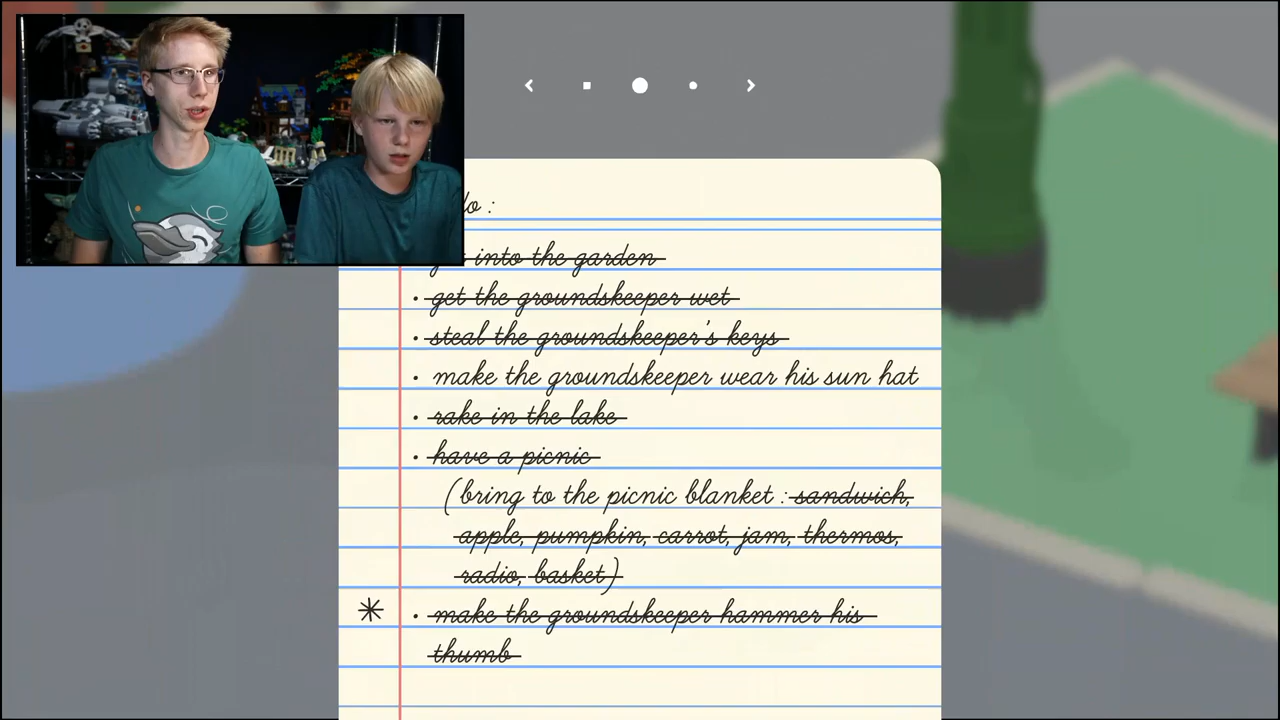 do :
into the garden
• get the groundskeeper wet
• steal the groundskeeper's keys
• make the groundskeeper wear his sun hat
• rake in the lake
• have a picnic
(bring to the picnic blanket : sandwich,
apple, pumpkin, carrot, jam, thermos,
radio, basket)
• make the groundskeeper hammer his
thumb